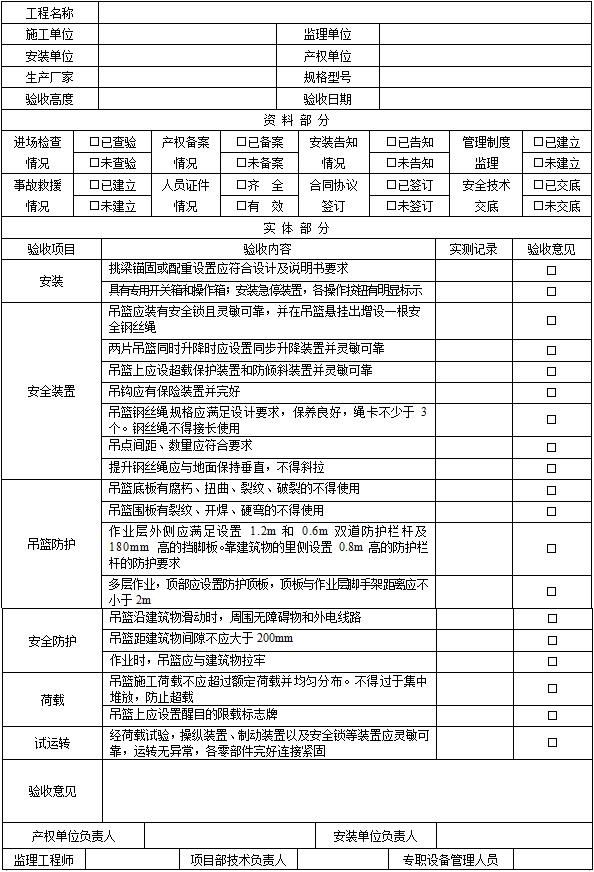 工程名称
施工单位 监理单位
安装单位 产权单位
生产厂家 规格型号
验收高度 验收日期
资 料 部 分
进场检查 □已查验 产权备案 □已备案 安装告知 □已告知 管理制度 □已建立
情况 □未查验 情况 □未备案 情况 □未告知 监理 □未建立
事故救援 □已建立 人员证件 □齐 全 合同协议 □已签订 安全技术 □已交底
情况 □未建立 情况 □有 效 签订 □未签订 交底 □未交底
实 体 部 分
验收项目 验收内容 实测记录 验收意见
安装
挑梁锚固或配重设置应符合设计及说明书要求 □
具有专用开关箱和操作箱；安装急停装置，各操作按钮有明显标示 □
安全装置
吊篮应装有安全锁且灵敏可靠，并在吊篮悬挂出增设一根安
全钢丝绳 □
两片吊篮同时升降时应设置同步升降装置并灵敏可靠 □
吊篮上应设超载保护装置和防倾斜装置并灵敏可靠 □
吊钩应有保险装置并完好 □
吊篮钢丝绳规格应满足设计要求，保养良好，绳卡不少于 3
个。钢丝绳不得接长使用 □
吊点间距、数量应符合要求 □
提升钢丝绳应与地面保持垂直，不得斜拉 □
吊篮防护
吊篮底板有腐朽、扭曲、裂纹、破裂的不得使用 □
吊篮围板有裂纹、开焊、硬弯的不得使用 □
作业层外侧应满足设置 1.2m 和 0.6m 双道防护栏杆及
180mm 高的挡脚板。靠建筑物的里侧设置 0.8m 高的防护栏
杆的防护要求 □
多层作业，顶部应设置防护顶板，顶板与作业层脚手架距离应不
小于 2m □
安全防护
吊篮沿建筑物滑动时，周围无障碍物和外电线路 □
吊篮距建筑物间隙不应大于 200mm □
作业时，吊篮应与建筑物拉牢 □
荷载
吊篮施工荷载不应超过额定荷载并均匀分布。不得过于集中
堆放，防止超载 □
吊篮上应设置醒目的限载标志牌 □
试运转
经荷载试验，操纵装置、制动装置以及安全锁等装置应灵敏可
靠，运转无异常，各零部件完好连接紧固 □
验收意见
产权单位负责人 安装单位负责人
监理工程师 项目部技术负责人 专职设备管理人员